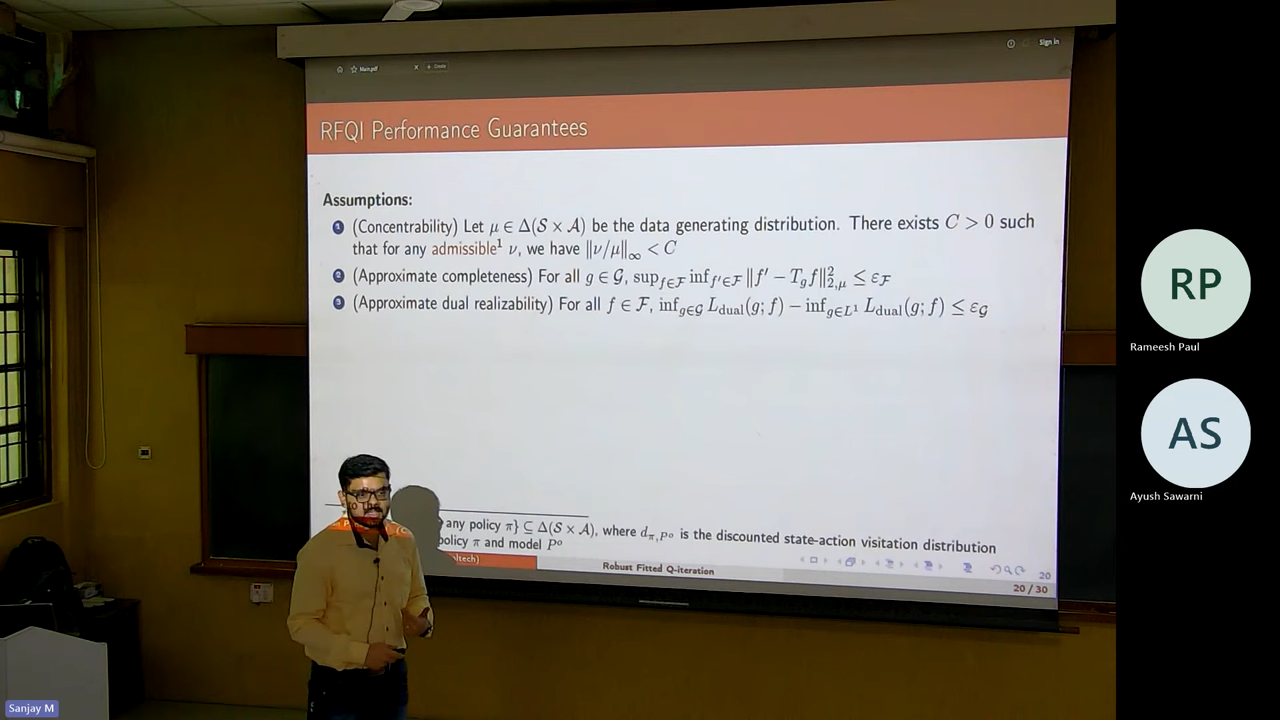 Sign in
Main.pdf
Create
RFQI Performance Guarantees
Assumptions:
1 (Concentrability) Let μ ∈ Δ(S × A) be the data generating distribution. There exists C > 0 such
that for any admissible¹ ν, we have ‖ν/μ‖∞ < C
2 (Approximate completeness) For all g ∈ G, sup_{f∈F} inf_{f′∈F} ‖f′ − T_g f‖²_{2,μ} ≤ ε_F
3 (Approximate dual realizability) For all f ∈ F, inf_{g∈G} L_dual(g; f) − inf_{g∈L¹} L_dual(g; f) ≤ ε_G
any policy π} ⊆ Δ(S × A), where d_{π,P^o} is the discounted state-action visitation distribution
policy π and model P^o
Robust Fitted Q-iteration
20
20 / 30
RP
Rameesh Paul
AS
Ayush Sawarni
Sanjay M